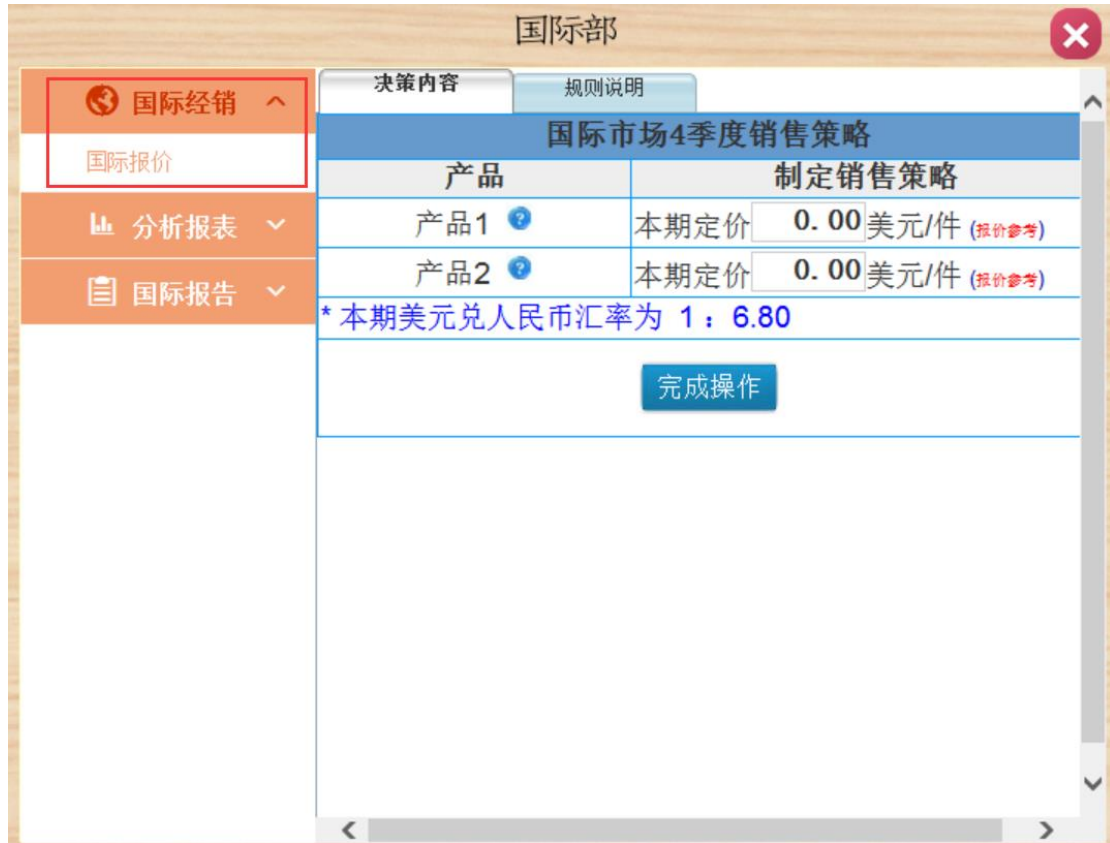 国际部
国际经销
国际报价
分析报表
国际报告
决策内容 规则说明
国际市场4季度销售策略
产品 制定销售策略
产品1 本期定价 0.00 美元/件 (报价参考)
产品2 本期定价 0.00 美元/件 (报价参考)
* 本期美元兑人民币汇率为 1：6.80
完成操作